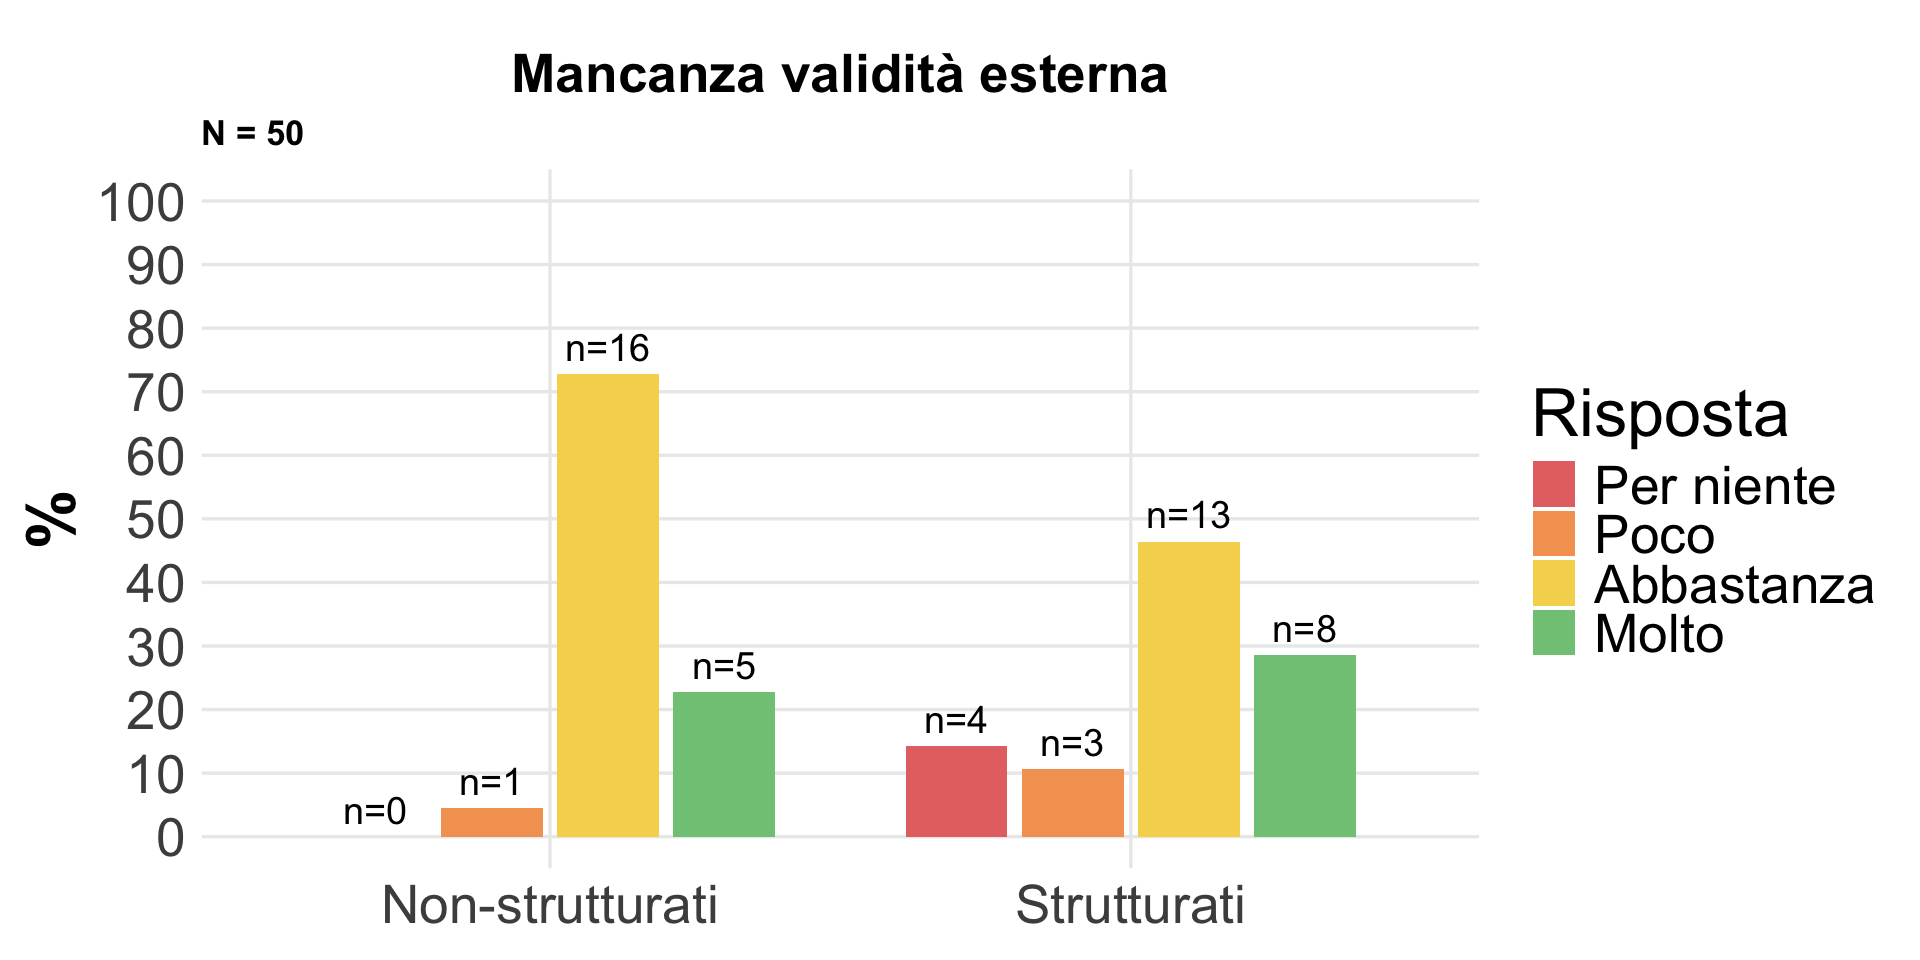 Mancanza validità esterna
N = 50
100
90
80
70
60
50
40
30
20
10
0
%
n=0
n=1
n=16
n=5
n=4
n=3
n=13
n=8
Non-strutturati
Strutturati
Risposta
Per niente
Poco
Abbastanza
Molto